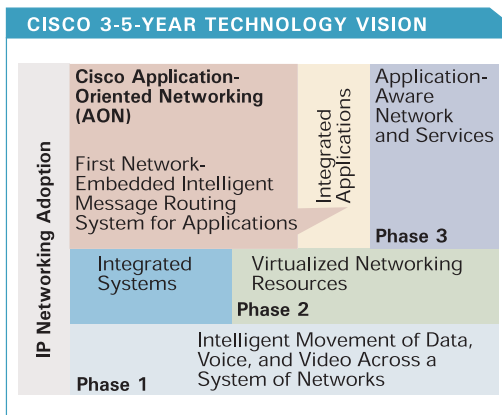 CISCO 3-5-YEAR TECHNOLOGY VISION
IP Networking Adoption
Cisco Application-
Oriented Networking
(AON)
First Network-
Embedded Intelligent
Message Routing
System for Applications
Integrated
Applications
Application-
Aware
Network
and Services
Phase 3
Integrated
Systems
Virtualized Networking
Resources
Phase 2
Intelligent Movement of Data,
Voice, and Video Across a
System of Networks
Phase 1